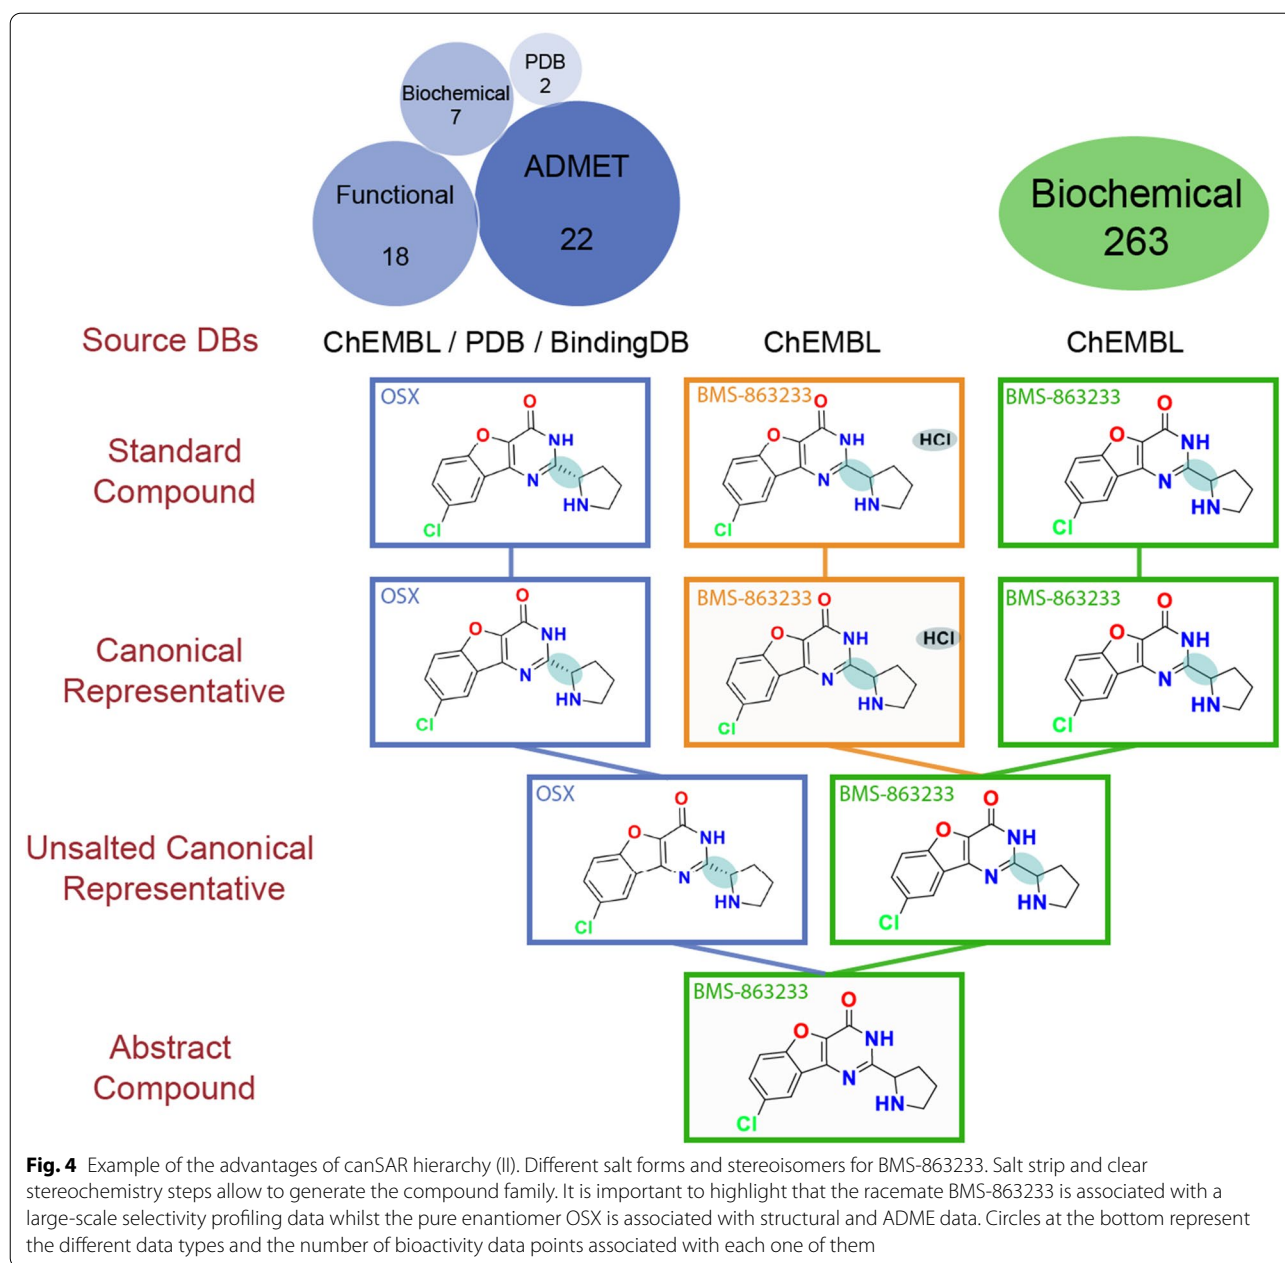 PDB
2
Biochemical
7
ADMET
22
Functional
18
Biochemical
263
Source DBs
ChEMBL / PDB / BindingDB
ChEMBL
ChEMBL
Standard
Compound
OSX
O
O
NH
N
HN
Cl
BMS-863233
O
O
NH
N
HN
Cl
HCl
BMS-863233
O
O
NH
N
HN
Cl
Canonical
Representative
OSX
O
O
NH
N
HN
Cl
BMS-863233
O
O
NH
N
HN
Cl
HCl
BMS-863233
O
O
NH
N
HN
Cl
Unsalted Canonical
Representative
OSX
O
O
NH
N
HN
Cl
BMS-863233
O
O
NH
N
HN
Cl
Abstract
Compound
BMS-863233
O
O
NH
N
HN
Cl
Fig. 4 Example of the advantages of canSAR hierarchy (II). Different salt forms and stereoisomers for BMS-863233. Salt strip and clear
stereochemistry steps allow to generate the compound family. It is important to highlight that the racemate BMS-863233 is associated with a
large-scale selectivity profiling data whilst the pure enantiomer OSX is associated with structural and ADME data. Circles at the bottom represent
the different data types and the number of bioactivity data points associated with each one of them